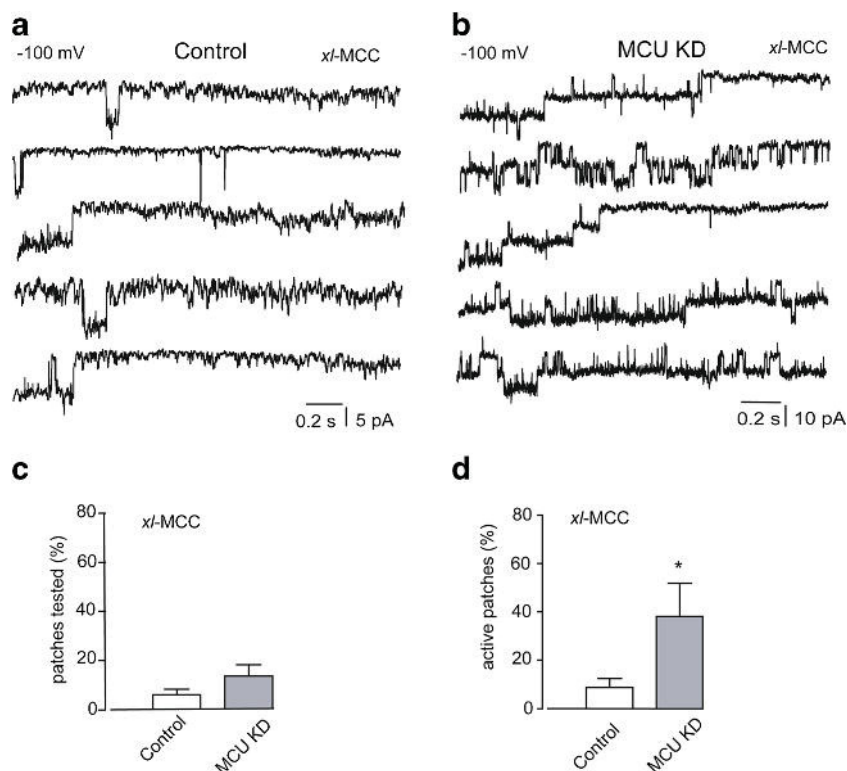 a
-100 mV Control xl-MCC
0.2 s 5 pA
b
-100 mV MCU KD xl-MCC
0.2 s 10 pA
c
xl-MCC
patches tested (%)
80
60
40
20
0
Control
MCU KD
d
xl-MCC
active patches (%)
80
60
40
20
0
*
Control
MCU KD